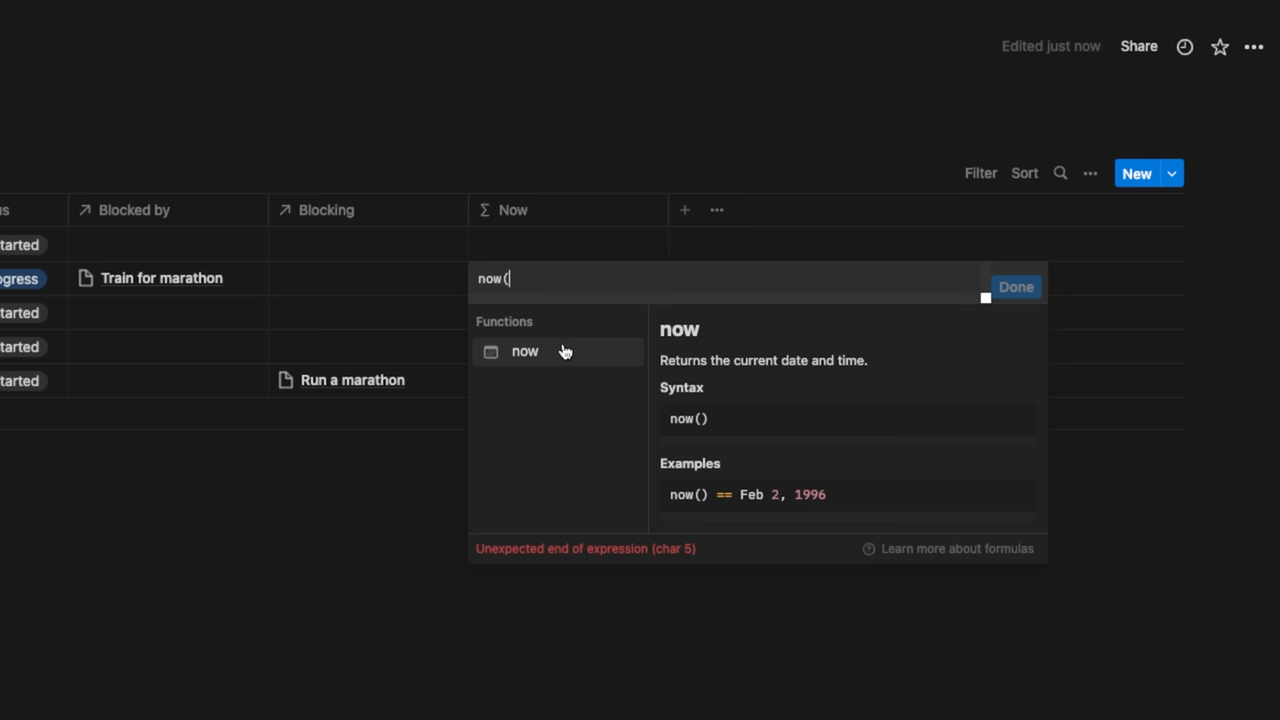 Edited just now Share
Filter Sort New
us Blocked by Blocking Now
tarted
ogress Train for marathon
now( Done
tarted
Functions
now
now
Returns the current date and time.
Syntax
now()
tarted
tarted Run a marathon
Examples
now() == Feb 2, 1996
Unexpected end of expression (char 5) Learn more about formulas